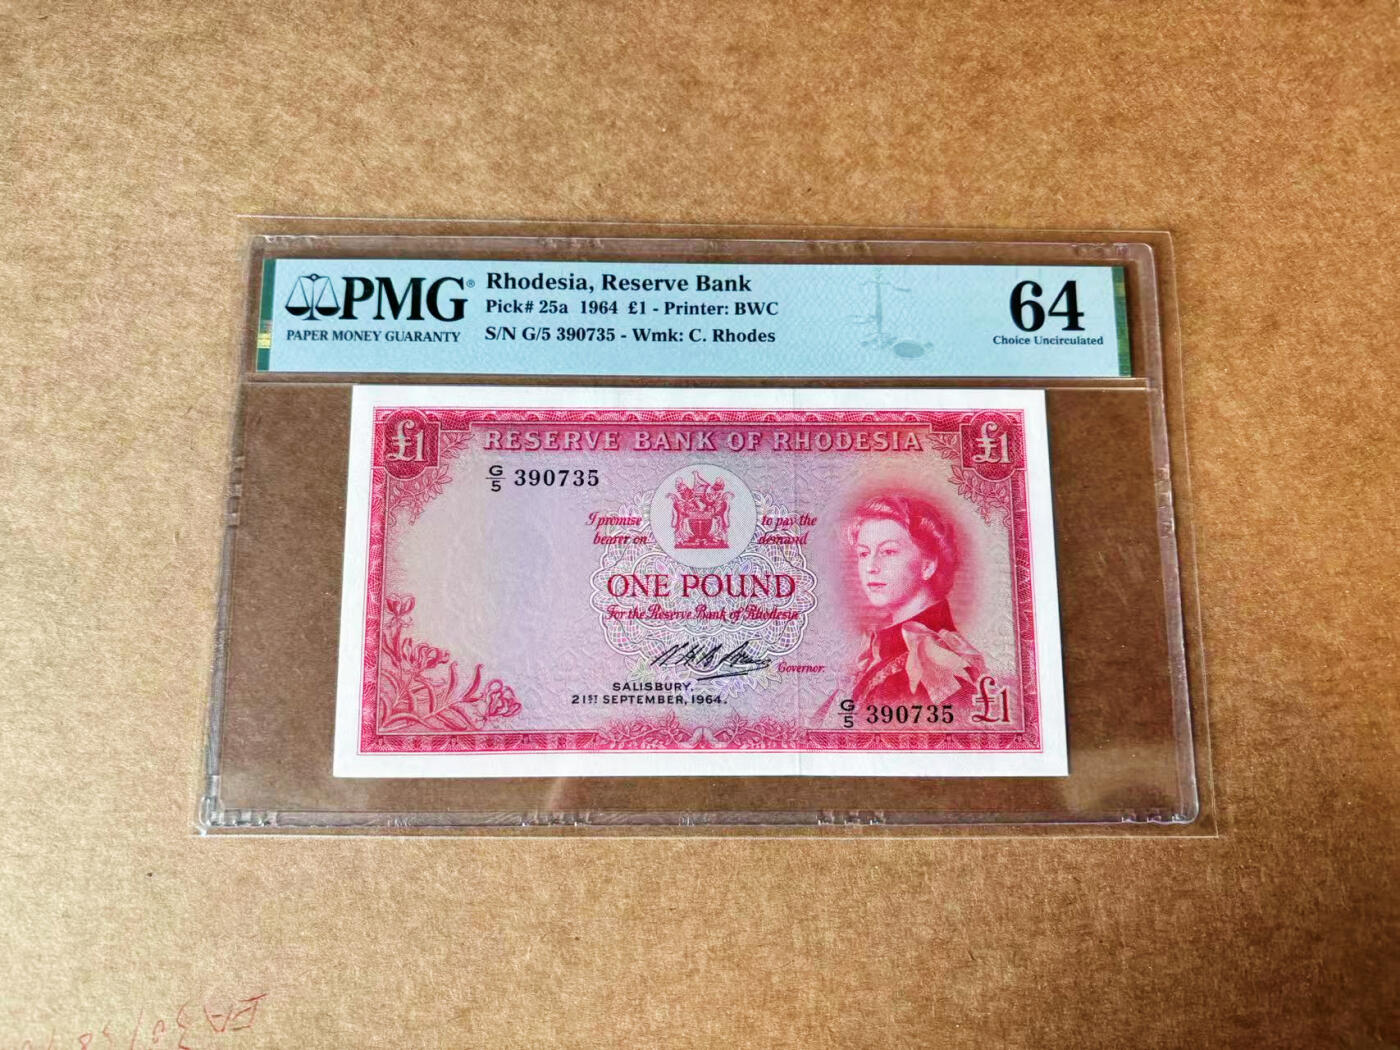 PMG®
PAPER MONEY GUARANTY
Rhodesia, Reserve Bank
Pick# 25a 1964 £1 - Printer: BWC
S/N G/5 390735 - Wmk: C. Rhodes
64
Choice Uncirculated
£1 RESERVE BANK OF RHODESIA £1
G/5 390735
I promise to pay the
bearer on demand
ONE POUND
For the Reserve Bank of Rhodesia
Governor.
SALISBURY,
21ST SEPTEMBER, 1964.
G/5 390735 £1